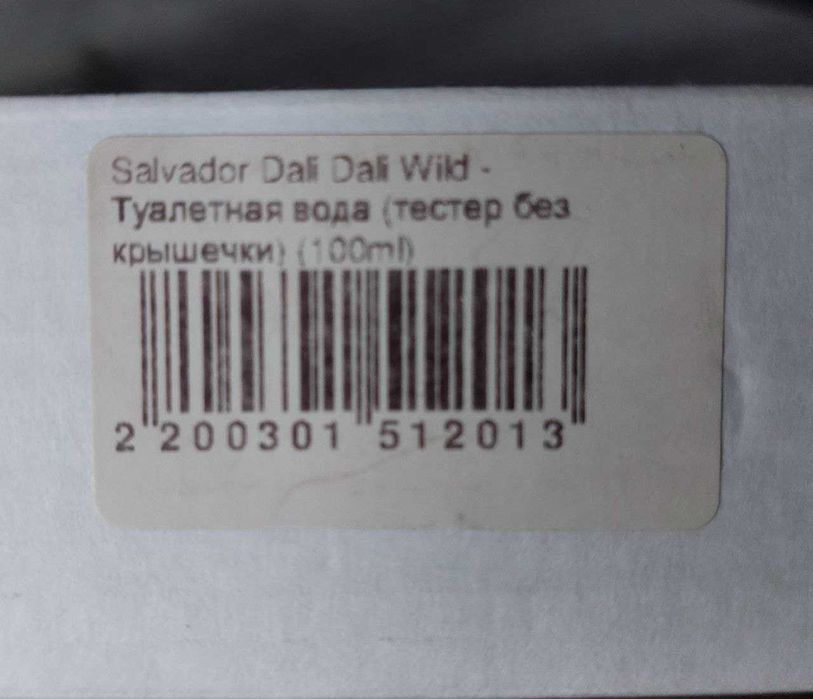 Salvador Dali Dali Wild -
Туалетная вода (тестер без
крышечки) (100ml)
2 200301 512013